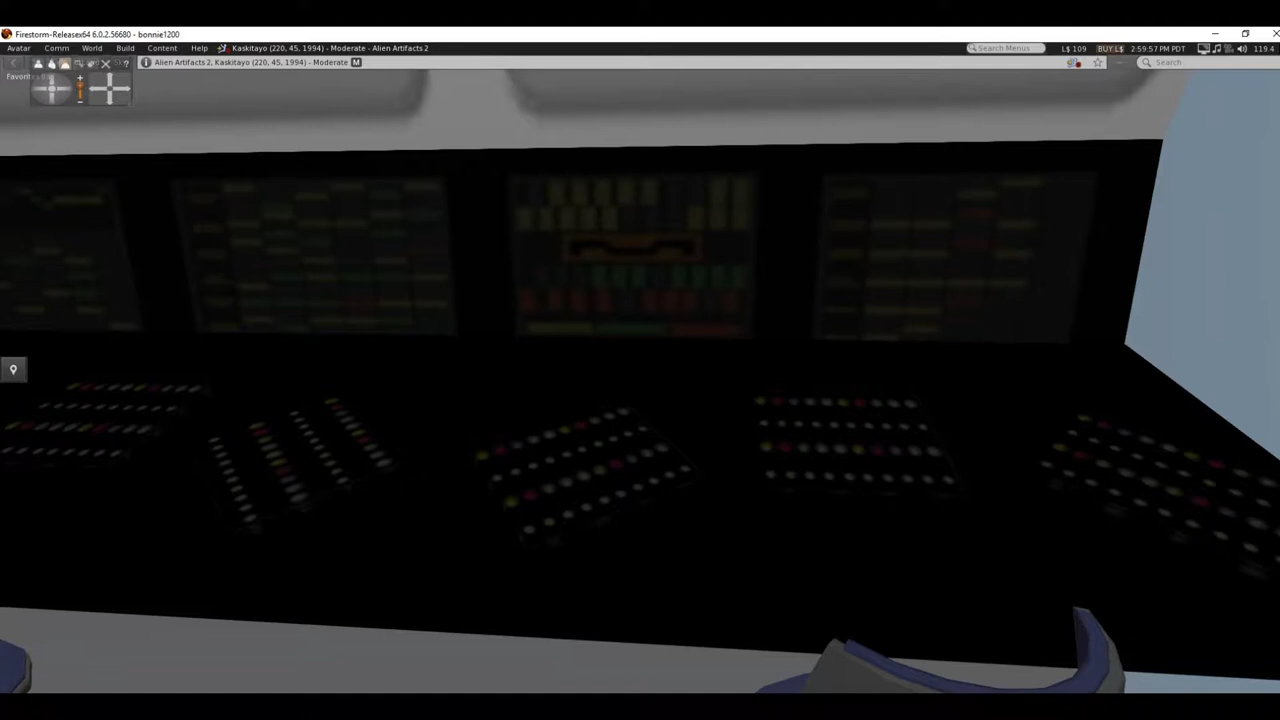 Firestorm-Releasex64 6.0.2.56680 - bonnie1200
Avatar Comm World Build Content Help Kaskitayo (220, 45, 1994) - Moderate - Alien Artifacts 2 Search Menus L$ 109 BUY L$ 2:59:57 PM PDT 119.4
Alien Artifacts 2, Kaskitayo (220, 45, 1994) - Moderate M Search
Favorites